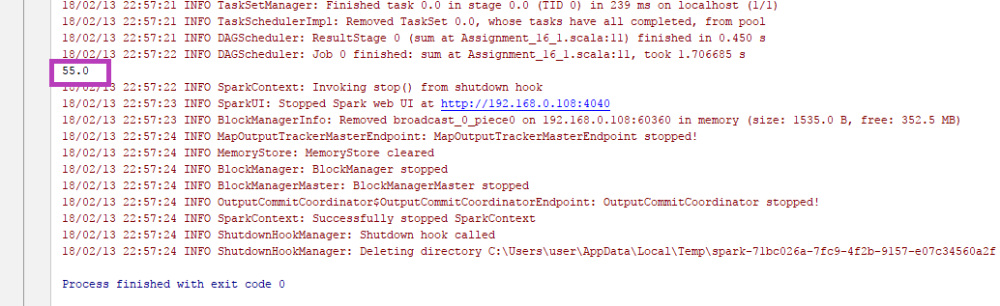 18/02/13 22:57:21 INFO TaskSetManager: Finished task 0.0 in stage 0.0 (TID 0) in 239 ms on localhost (1/1)
18/02/13 22:57:21 INFO TaskSchedulerImpl: Removed TaskSet 0.0, whose tasks have all completed, from pool
18/02/13 22:57:21 INFO DAGScheduler: ResultStage 0 (sum at Assignment_16_1.scala:11) finished in 0.450 s
18/02/13 22:57:22 INFO DAGScheduler: Job 0 finished: sum at Assignment_16_1.scala:11, took 1.706685 s
55.0
18/02/13 22:57:22 INFO SparkContext: Invoking stop() from shutdown hook
18/02/13 22:57:23 INFO SparkUI: Stopped Spark web UI at http://192.168.0.108:4040
18/02/13 22:57:23 INFO BlockManagerInfo: Removed broadcast_0_piece0 on 192.168.0.108:60360 in memory (size: 1535.0 B, free: 352.5 MB)
18/02/13 22:57:24 INFO MapOutputTrackerMasterEndpoint: MapOutputTrackerMasterEndpoint stopped!
18/02/13 22:57:24 INFO MemoryStore: MemoryStore cleared
18/02/13 22:57:24 INFO BlockManager: BlockManager stopped
18/02/13 22:57:24 INFO BlockManagerMaster: BlockManagerMaster stopped
18/02/13 22:57:24 INFO OutputCommitCoordinator$OutputCommitCoordinatorEndpoint: OutputCommitCoordinator stopped!
18/02/13 22:57:24 INFO SparkContext: Successfully stopped SparkContext
18/02/13 22:57:24 INFO ShutdownHookManager: Shutdown hook called
18/02/13 22:57:24 INFO ShutdownHookManager: Deleting directory C:\Users\user\AppData\Local\Temp\spark-71bc026a-7fc9-4f2b-9157-e07c34560a2f
Process finished with exit code 0